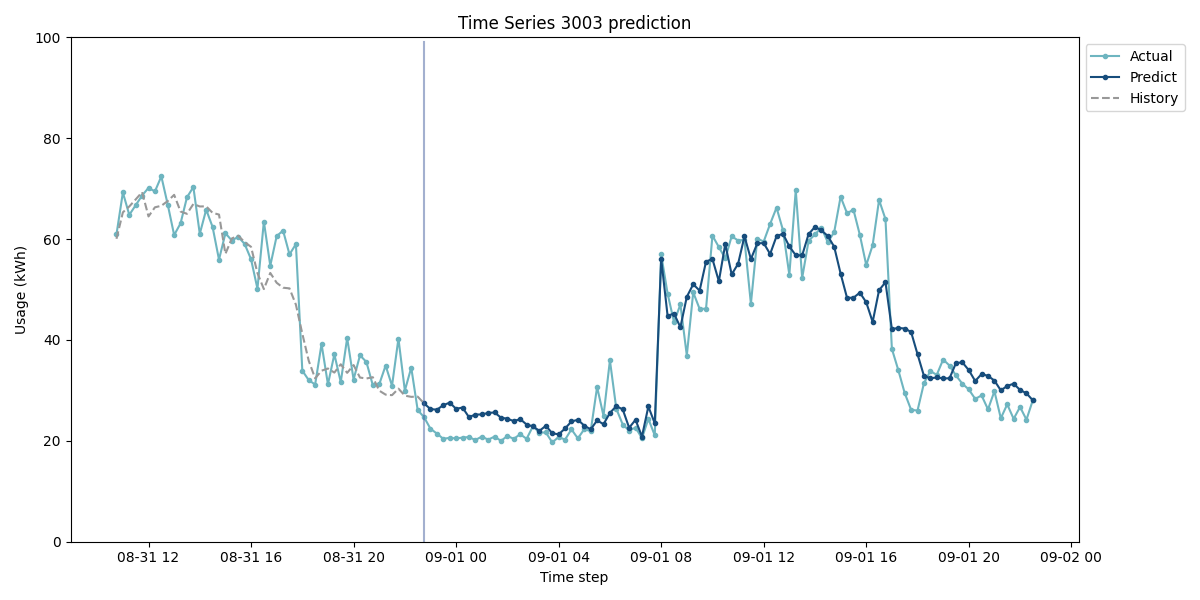 Time Series 3003 prediction
100
80
60
40
20
0
Usage (kWh)
08-31 12
08-31 16
08-31 20
09-01 00
09-01 04
09-01 08
09-01 12
09-01 16
09-01 20
09-02 00
Time step
Actual
Predict
History